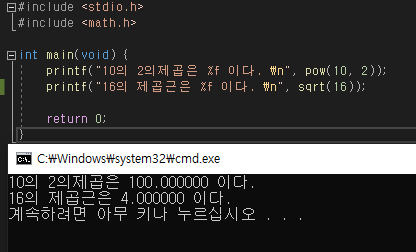 #include <stdio.h>
#include <math.h>
int main(void) {
printf("10의 2의제곱은 %f 이다. ₩n", pow(10, 2));
printf("16의 제곱근은 %f 이다. ₩n", sqrt(16));
return 0;
}
C:₩Windows₩system32₩cmd.exe
10의 2의제곱은 100.000000 이다.
16의 제곱근은 4.000000 이다.
계속하려면 아무 키나 누르십시오 . . .